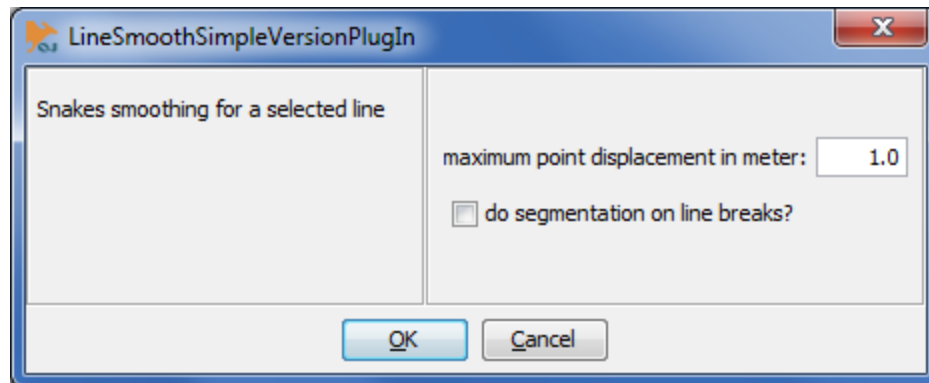 LineSmoothSimpleVersionPlugIn
Snakes smoothing for a selected line
maximum point displacement in meter: 1.0
do segmentation on line breaks?
OK Cancel